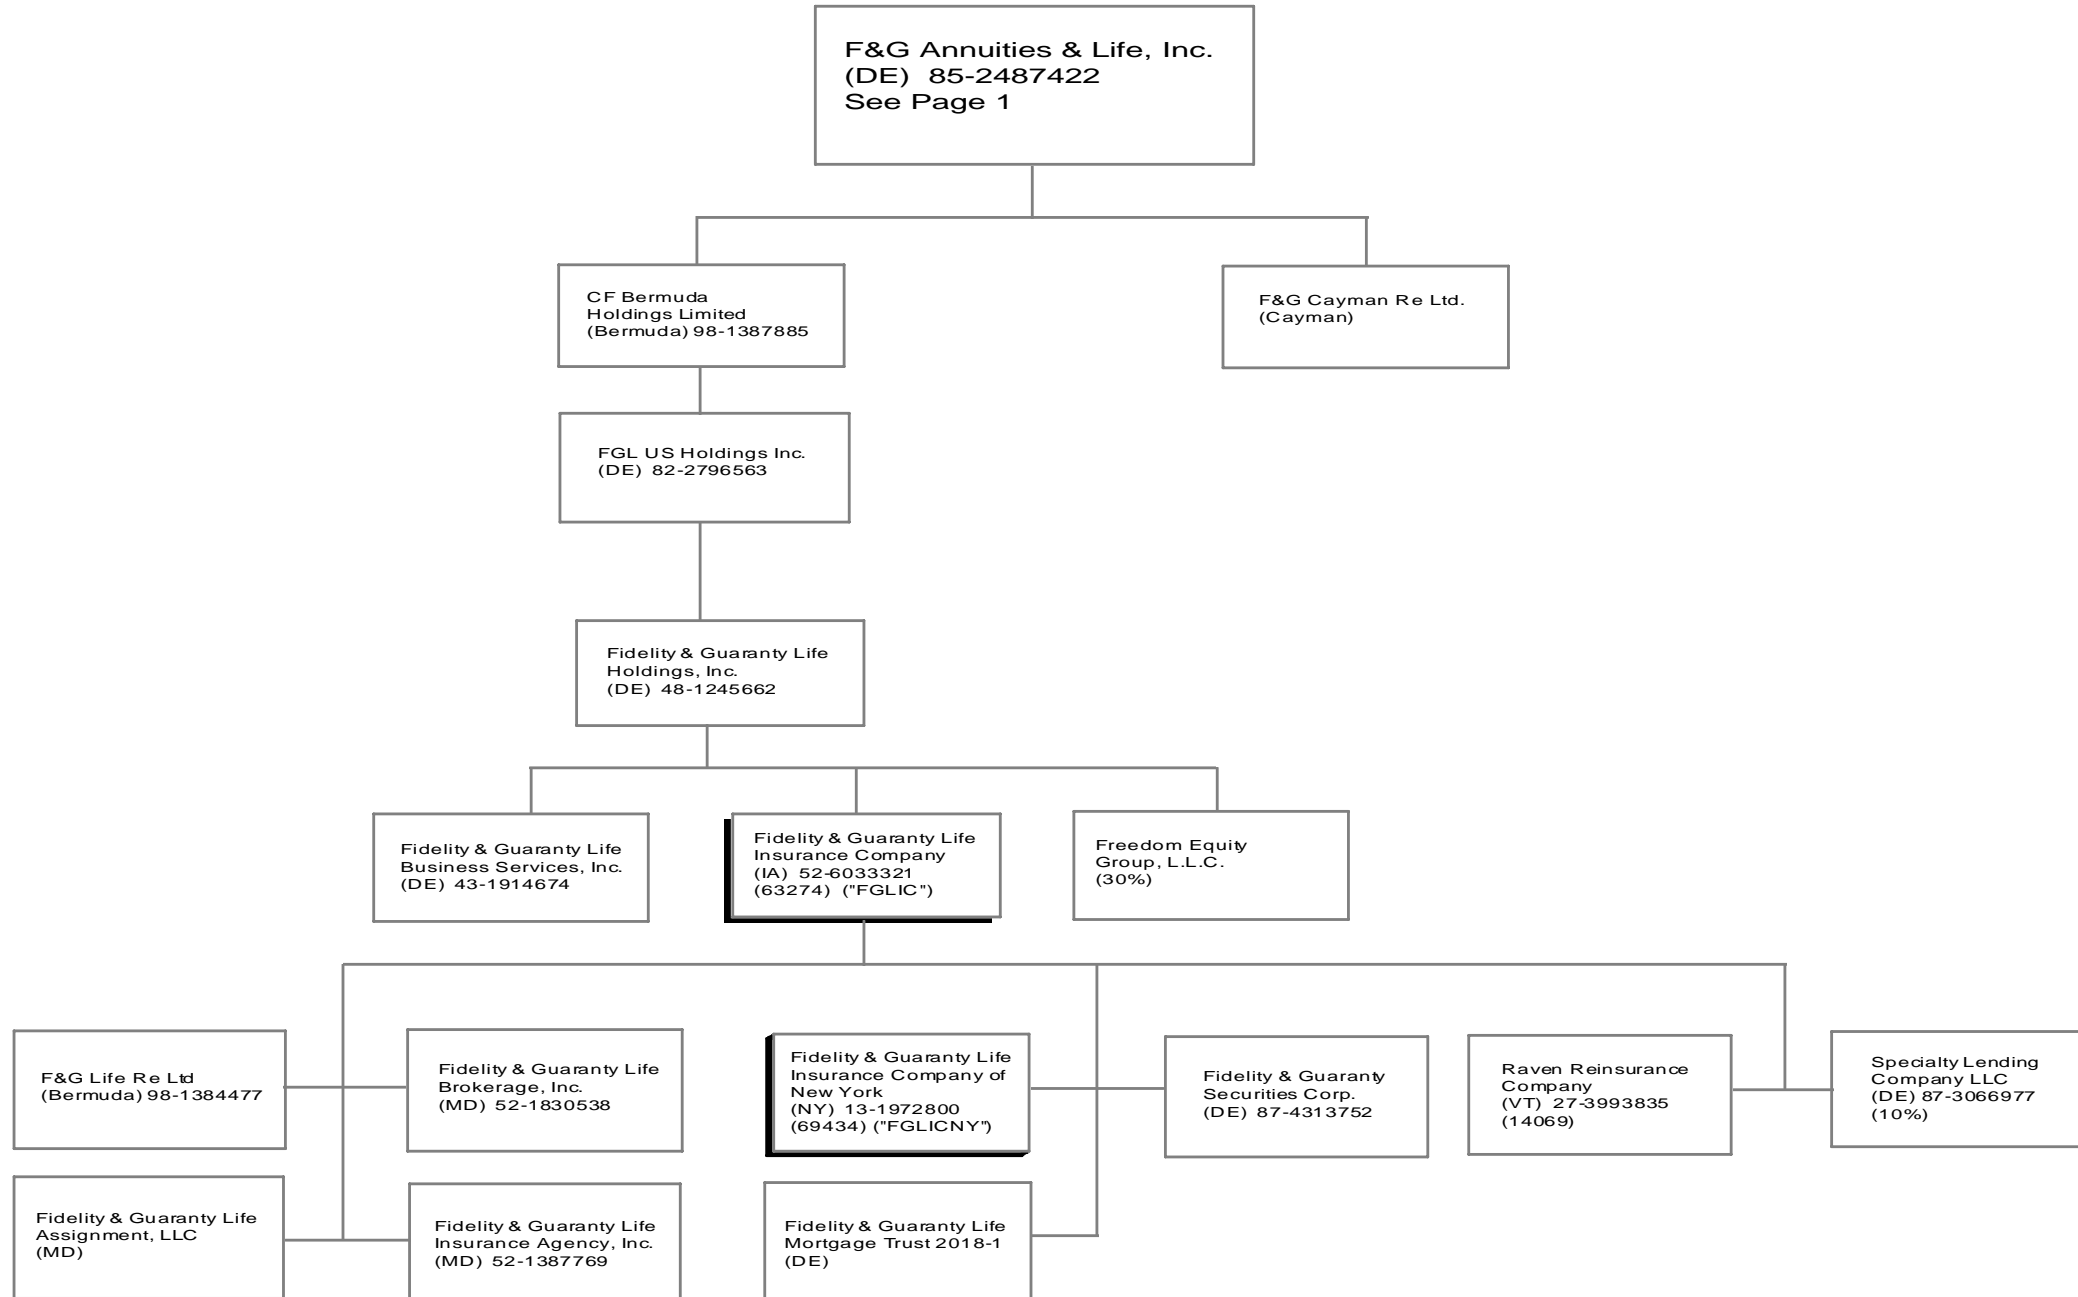 F&G Annuities & Life, Inc.
(DE) 85-2487422
See Page 1
CF Bermuda
Holdings Limited
(Bermuda) 98-1387885
F&G Cayman Re Ltd.
(Cayman)
FGL US Holdings Inc.
(DE) 82-2796563
Fidelity & Guaranty Life
Holdings, Inc.
(DE) 48-1245662
Fidelity & Guaranty Life
Business Services, Inc.
(DE) 43-1914674
Fidelity & Guaranty Life
Insurance Company
(IA) 52-6033321
(63274) ("FGLIC")
Freedom Equity
Group, L.L.C.
(30%)
F&G Life Re Ltd
(Bermuda) 98-1384477
Fidelity & Guaranty Life
Brokerage, Inc.
(MD) 52-1830538
Fidelity & Guaranty Life
Insurance Company of
New York
(NY) 13-1972800
(69434) ("FGLICNY")
Fidelity & Guaranty
Securities Corp.
(DE) 87-4313752
Raven Reinsurance
Company
(VT) 27-3993835
(14069)
Specialty Lending
Company LLC
(DE) 87-3066977
(10%)
Fidelity & Guaranty Life
Assignment, LLC
(MD)
Fidelity & Guaranty Life
Insurance Agency, Inc.
(MD) 52-1387769
Fidelity & Guaranty Life
Mortgage Trust 2018-1
(DE)